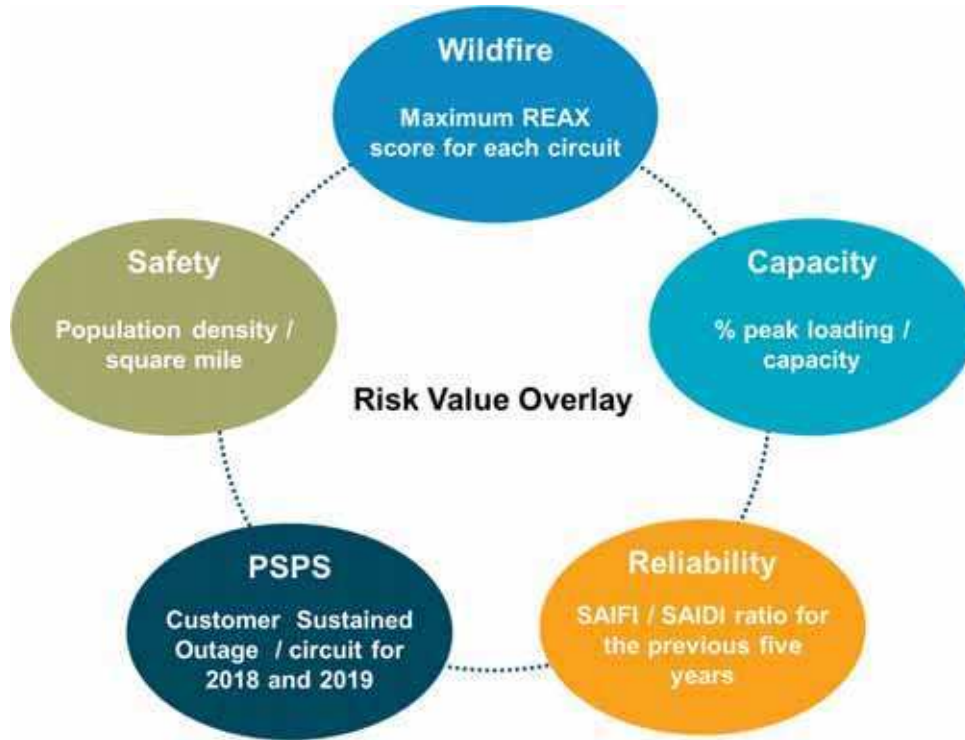 Wildfire
Maximum REAX
score for each circuit
Safety
Population density /
square mile
Capacity
% peak loading /
capacity
Risk Value Overlay
PSPS
Customer Sustained
Outage / circuit for
2018 and 2019
Reliability
SAIFI / SAIDI ratio for
the previous five
years